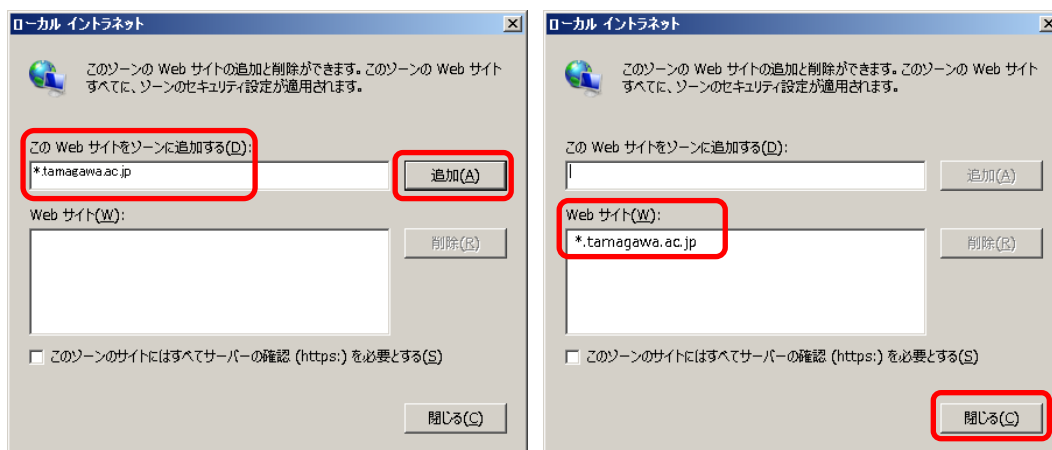 ローカル イントラネット
このゾーンの Web サイトの追加と削除ができます。このゾーンの Web サイト
すべてに、ゾーンのセキュリティ設定が適用されます。
この Web サイトをゾーンに追加する(D):
*.tamagawa.ac.jp
追加(A)
Web サイト(W):
削除(R)
このゾーンのサイトにはすべてサーバーの確認 (https:) を必要とする(S)
閉じる(C)
ローカル イントラネット
このゾーンの Web サイトの追加と削除ができます。このゾーンの Web サイト
すべてに、ゾーンのセキュリティ設定が適用されます。
この Web サイトをゾーンに追加する(D):
追加(A)
Web サイト(W):
*.tamagawa.ac.jp
削除(R)
このゾーンのサイトにはすべてサーバーの確認 (https:) を必要とする(S)
閉じる(C)